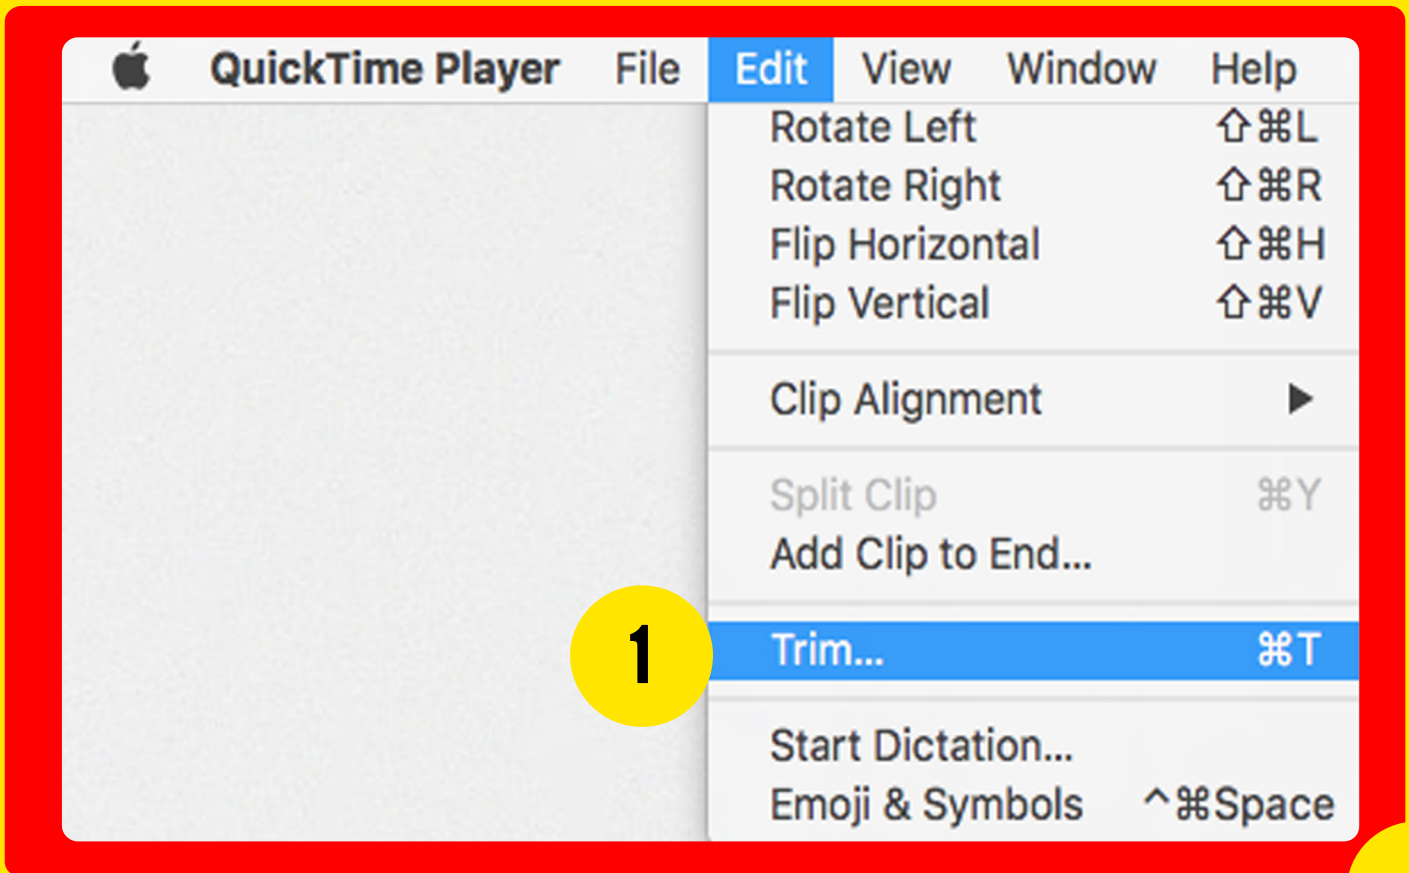 QuickTime Player File Edit View Window Help
Rotate Left ⇧⌘L
Rotate Right ⇧⌘R
Flip Horizontal ⇧⌘H
Flip Vertical ⇧⌘V
Clip Alignment ▶
Split Clip ⌘Y
Add Clip to End...
1 Trim... ⌘T
Start Dictation...
Emoji & Symbols ^⌘Space